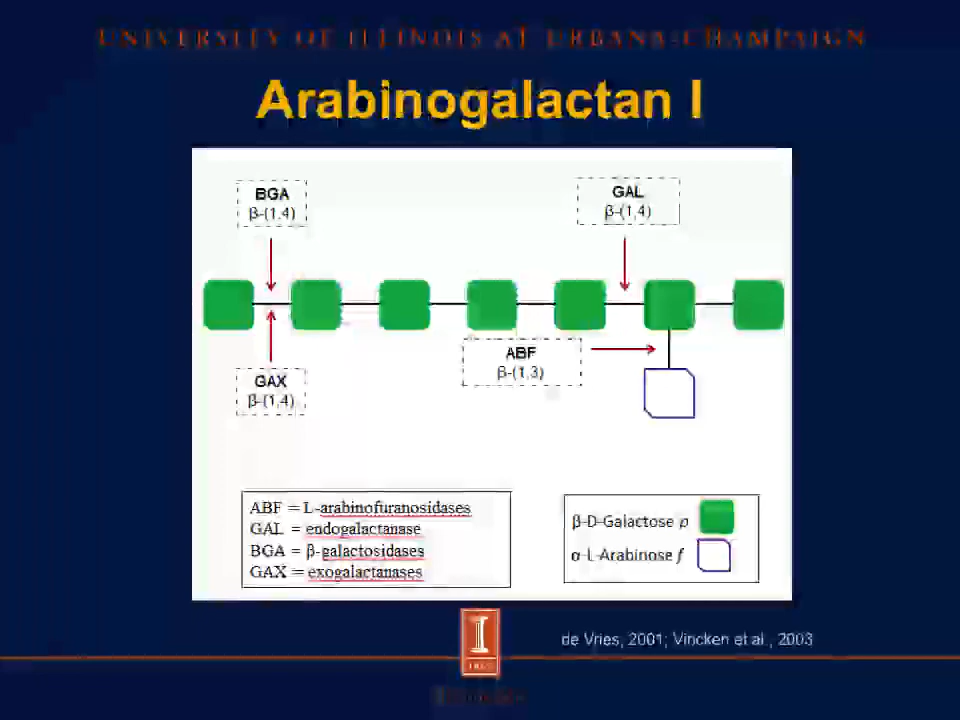 UNIVERSITY OF ILLINOIS AT URBANA-CHAMPAIGN
Arabinogalactan I
BGA
β-(1,4)
GAL
β-(1,4)
ABF
β-(1,3)
GAX
β-(1,4)
ABF = L-arabinofuranosidases
GAL = endogalactanase
BGA = β-galactosidases
GAX = exogalactanases
β-D-Galactose p
α-L-Arabinose f
I
1867
de Vries, 2001; Vincken et al., 2003